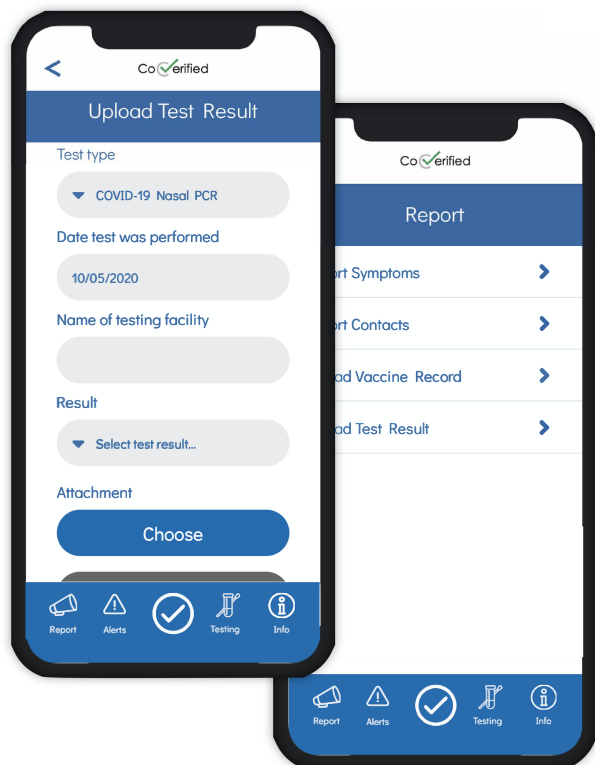 CoVerified
Upload Test Result
Test type
COVID-19 Nasal PCR
Date test was performed
10/05/2020
Name of testing facility
Result
Select test result...
Attachment
Choose
Report
Alerts
Testing
Info
CoVerified
Report
rt Symptoms
rt Contacts
ad Vaccine Record
ad Test Result
Report
Alerts
Testing
Info